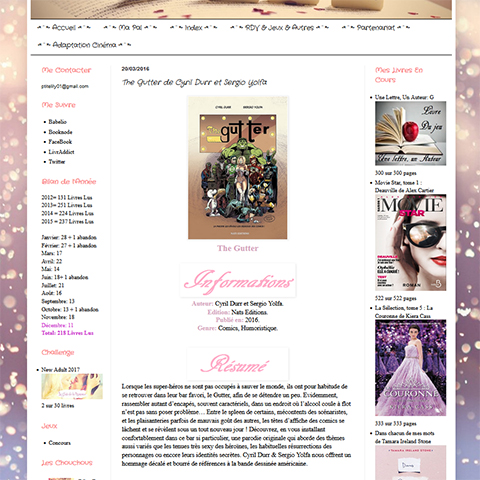 Accueil
Ma Pal
Index
RDV & Jeux & Autres
Partenariat
Adaptation Cinéma
Me Contacter
plitelily01@gmail.com
Me Suivre
Babelio
Booknode
FaceBook
LivrAddict
Twitter
Bilan de l'Année
2012= 151 Livres Lus
2013= 251 Livres Lus
2014 = 224 Livres Lus
2015 = 237 Livres Lus
Janvier: 28 + 1 abandon
Février: 27 + 1 abandon
Mars: 17
Avril: 22
Mai: 14
Juin: 18+ 1 abandon
Juillet: 21
Août: 16
Septembre: 13
Octobre: 13 + 1 abandon
Novembre: 18
Décembre: 11
Total: 218 Livres Lus
Challenge
New Adult 2017
2 sur 30 livres
Jeux
Concours
Les Chouchous
20/03/2016
The Gutter de Cyril Durr et Sergio Yolfa
CYRIL DURR SERGIO YOLFA
the gutter
The Gutter
Informations
Auteur: Cyril Durr et Sergio Yolfa.
Edition: Nats Editions.
Publié en: 2016.
Genre: Comics, Humoristique.
Résumé
Lorsque les super-héros ne sont pas occupés à sauver le monde, ils ont pour habitude de
se retrouver dans leur bar favori, le Gutter, afin de se détendre un peu. Evidemment,
rassembler autant d'encapés, souvent caractériels, dans un endroit où l'alcool coule à flot
n'est pas sans poser problème… Entre le spleen de certains, mécontents des scénaristes,
et les plaisanteries parfois de mauvais goût des autres, les têtes d'affiche des comics se
lâchent et se révèlent sous un tout nouveau jour ! Découvrez, en vous installant
confortablement dans ce bar si particulier, une parodie originale qui aborde des thèmes
aussi variés que les tenues très sexy des héroïnes, les habituelles résurrections des
personnages ou encore leurs identités secrètes. Cyril Durr & Sergio Yolfa nous offrent un
hommage décalé et bourré de références à la bande dessinée américaine.
Mes Livres En
Cours
Une Lettre, Un Auteur: G
Livre
Du jeu
Une lettre, un Auteur
300 sur 500 pages
Movie Star, tome 1 :
Deauville de Alex Cartier
MOVIE
STAR
DEAUVILLE
ROMAN
522 sur 522 pages
La Sélection, tome 5 : La
Couronne de Kiera Cass
COURONNE
KIERA CASS
333 sur 333 pages
Dans chacun de mes
mots de
Tamara Ireland Stone
TAMARA IRELAND STONE